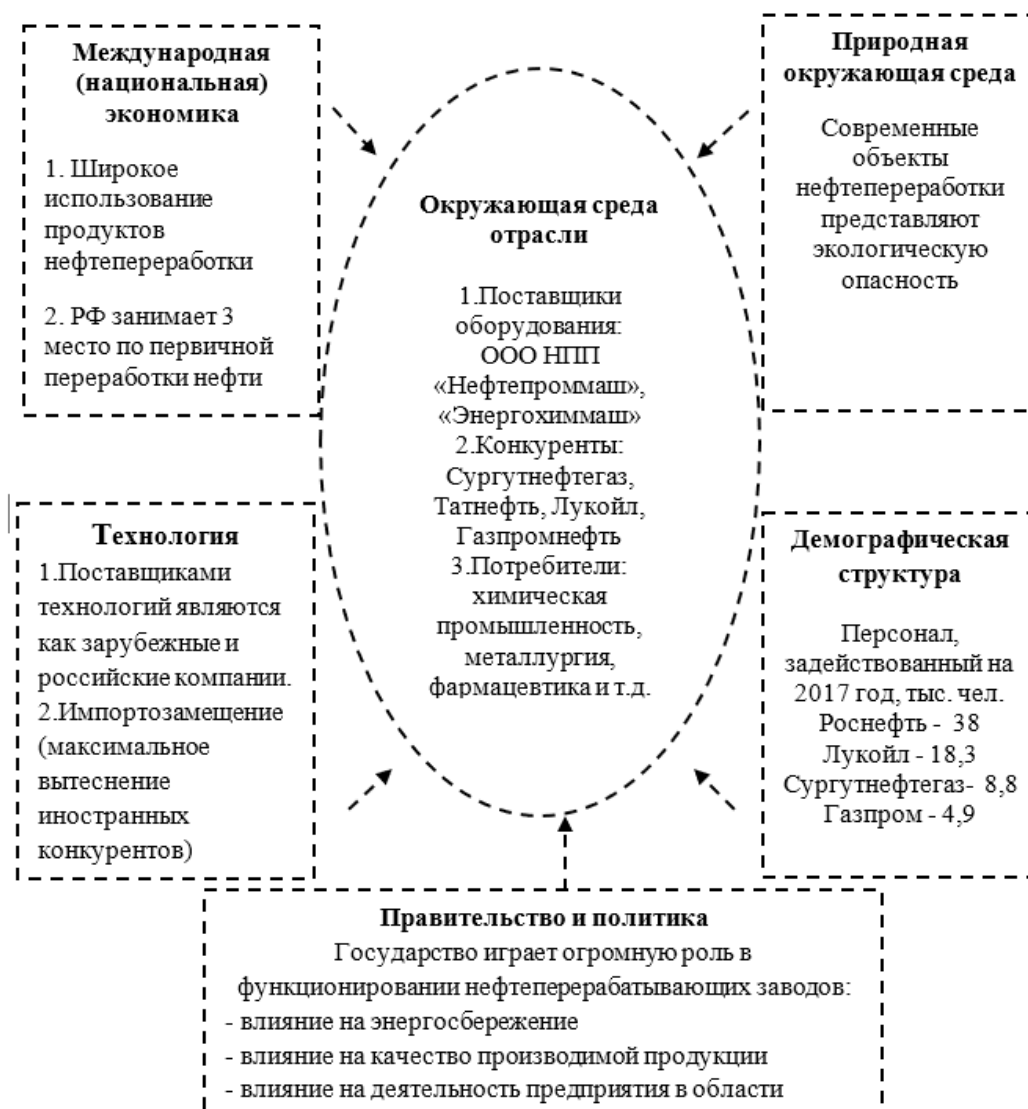 Международная
(национальная)
экономика
1. Широкое
использование
продуктов
нефтепереработки
2. РФ занимает 3
место по первичной
переработки нефти
Природная
окружающая среда
Современные
объекты
нефтепереработки
представляют
экологическую
опасность
Окружающая среда
отрасли
1.Поставщики
оборудования:
ООО НПП
«Нефтепроммаш»,
«Энергохиммаш»
2.Конкуренты:
Сургутнефтегаз,
Татнефть, Лукойл,
Газпромнефть
3.Потребители:
химическая
промышленность,
металлургия,
фармацевтика и т.д.
Технология
1.Поставщиками
технологий являются
как зарубежные и
российские компании.
2.Импортозамещение
(максимальное
вытеснение
иностранных
конкурентов)
Демографическая
структура
Персонал,
задействованный на
2017 год, тыс. чел.
Роснефть - 38
Лукойл - 18,3
Сургутнефтегаз- 8,8
Газпром - 4,9
Правительство и политика
Государство играет огромную роль в
функционировании нефтеперерабатывающих заводов:
- влияние на энергосбережение
- влияние на качество производимой продукции
- влияние на деятельность предприятия в области